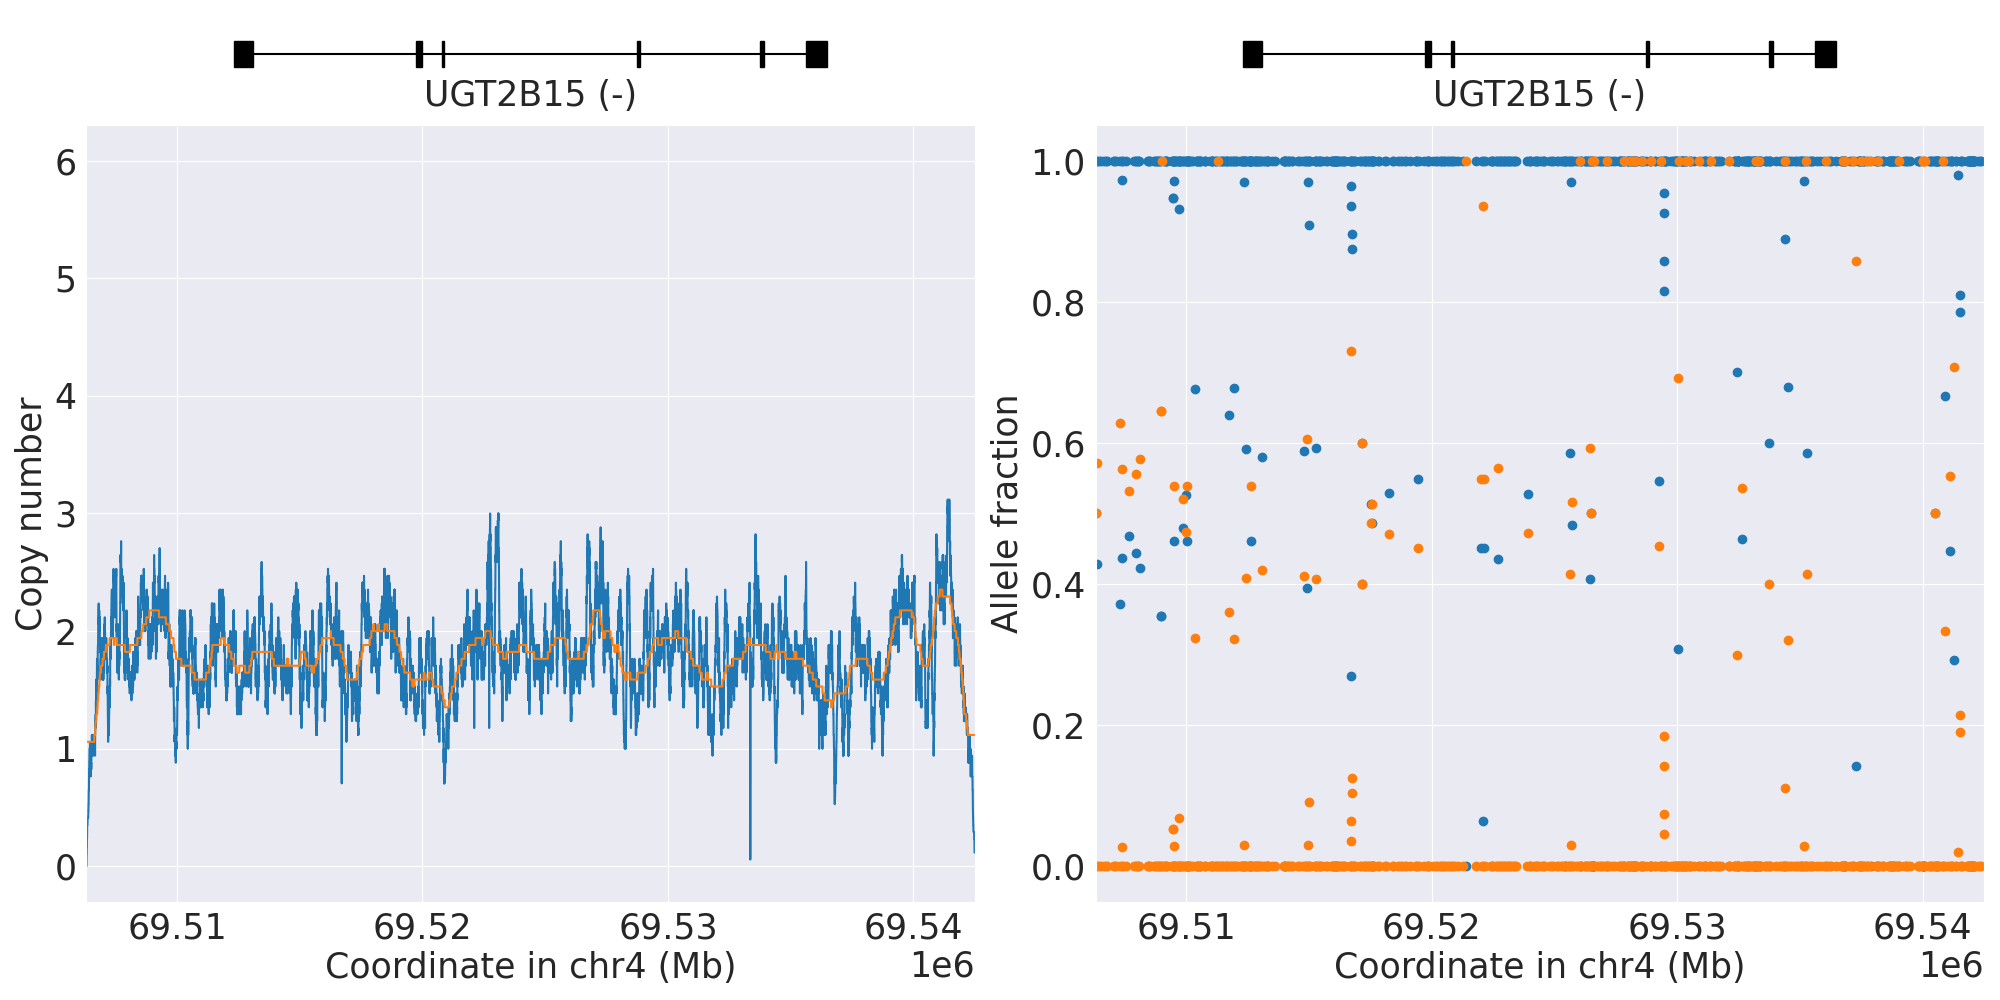 UGT2B15 (-)
6
5
4
3
2
1
0
Copy number
69.51 69.52 69.53 69.54
Coordinate in chr4 (Mb)
1e6
UGT2B15 (-)
1.0
0.8
0.6
0.4
0.2
0.0
Allele fraction
69.51 69.52 69.53 69.54
Coordinate in chr4 (Mb)
1e6